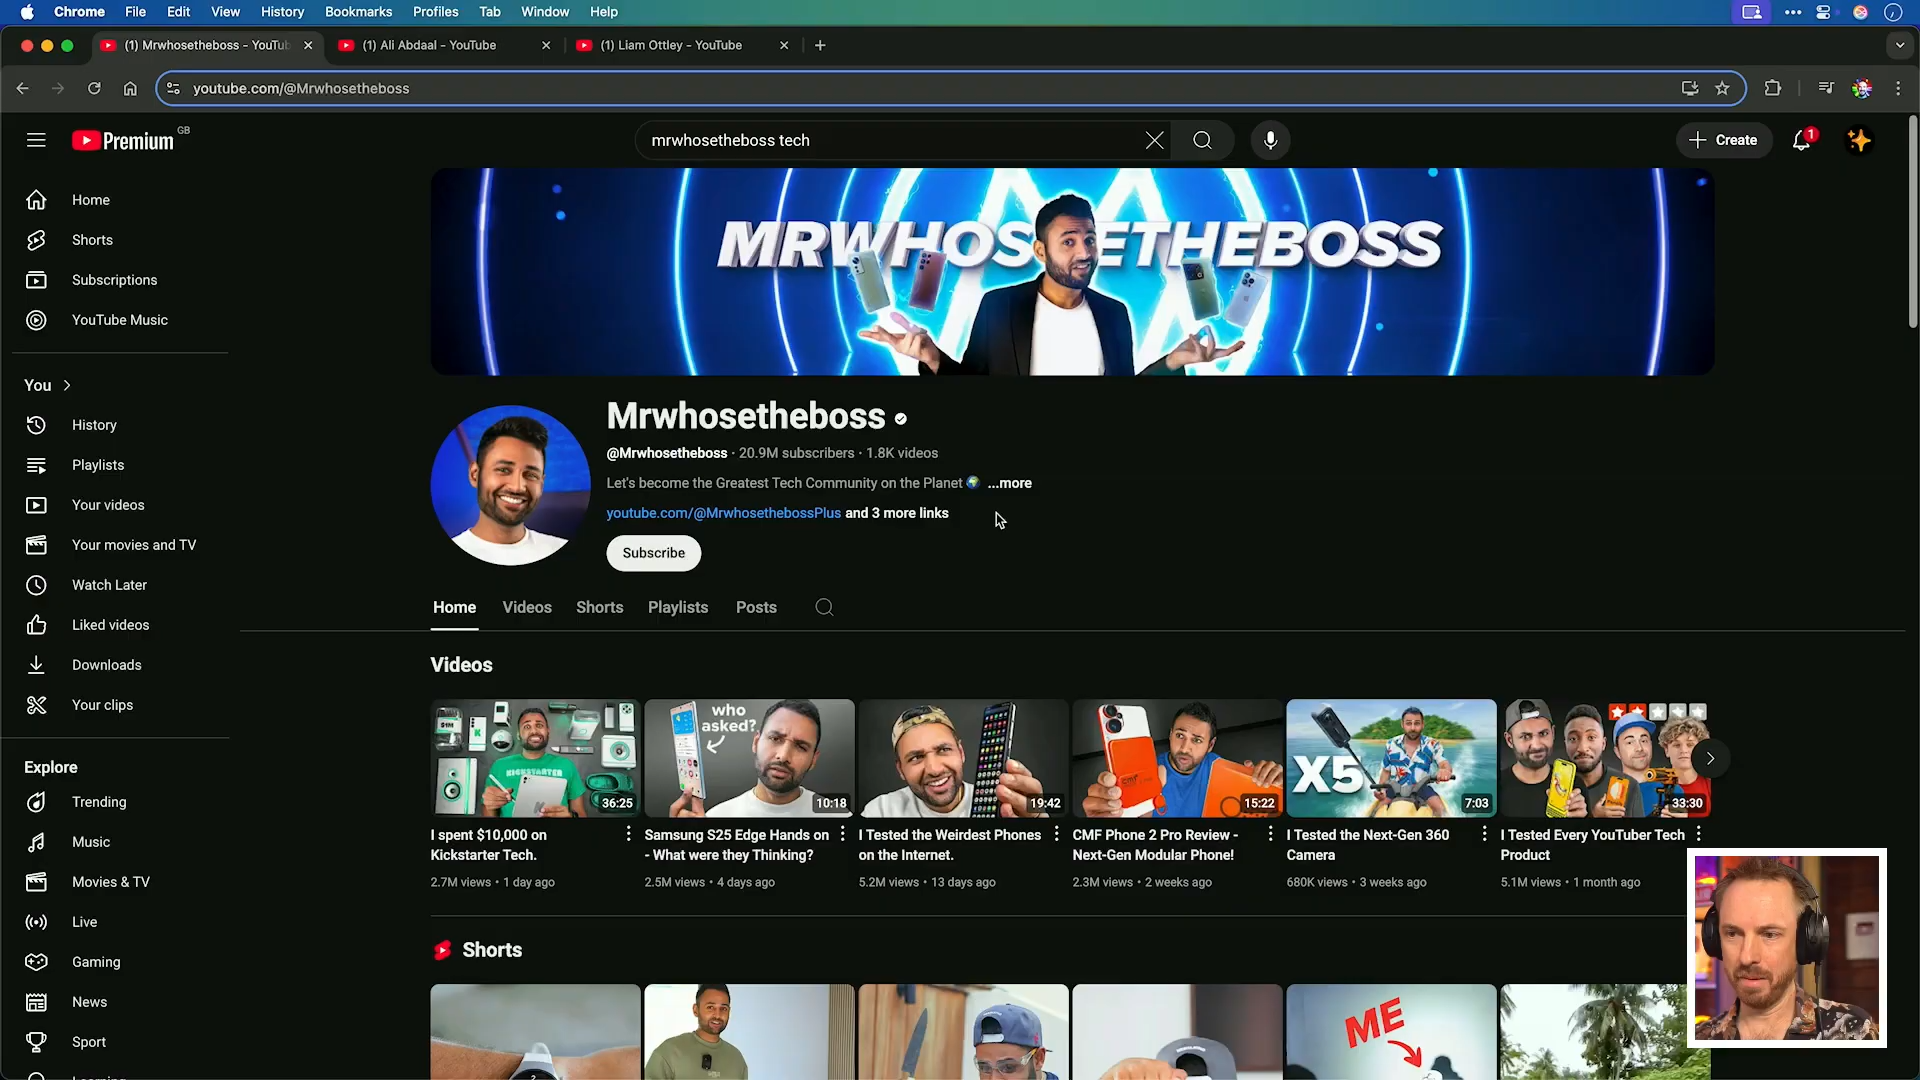 Chrome File Edit View History Bookmarks Profiles Tab Window Help
(1) Mrwhosetheboss - YouTub
(1) Ali Abdaal - YouTube
(1) Liam Ottley - YouTube
youtube.com/@Mrwhosetheboss
Premium GB
mrwhosetheboss tech
Create
1
Home
Shorts
Subscriptions
YouTube Music
You
History
Playlists
Your videos
Your movies and TV
Watch Later
Liked videos
Downloads
Your clips
Explore
Trending
Music
Movies & TV
Live
Gaming
News
Sport
MRWHOSETHEBOSS
Mrwhosetheboss
@Mrwhosetheboss · 20.9M subscribers · 1.8K videos
Let's become the Greatest Tech Community on the Planet 🌍 ...more
youtube.com/@MrwhosethebossPlus and 3 more links
Subscribe
Home Videos Shorts Playlists Posts
Videos
$1M
KICKSTARTER
36:25
who
asked?
10:18
19:42
15:22
X5
7:03
33:30
I spent $10,000 on
Kickstarter Tech.
2.7M views • 1 day ago
Samsung S25 Edge Hands on
- What were they Thinking?
2.5M views • 4 days ago
I Tested the Weirdest Phones
on the Internet.
5.2M views • 13 days ago
CMF Phone 2 Pro Review -
Next-Gen Modular Phone!
2.3M views • 2 weeks ago
I Tested the Next-Gen 360
Camera
680K views • 3 weeks ago
I Tested Every YouTuber Tech
Product
5.1M views • 1 month ago
Shorts
ME